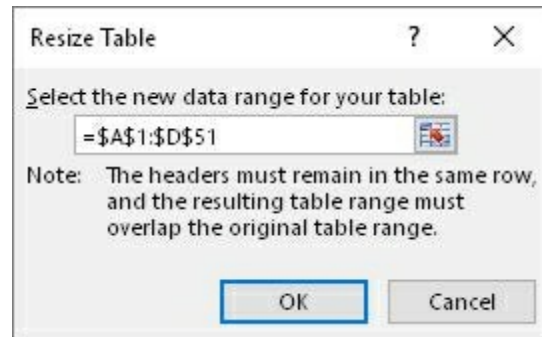 Resize Table ? ×
Select the new data range for your table:
=$A$1:$D$51
Note: The headers must remain in the same row,
and the resulting table range must
overlap the original table range.
OK Cancel